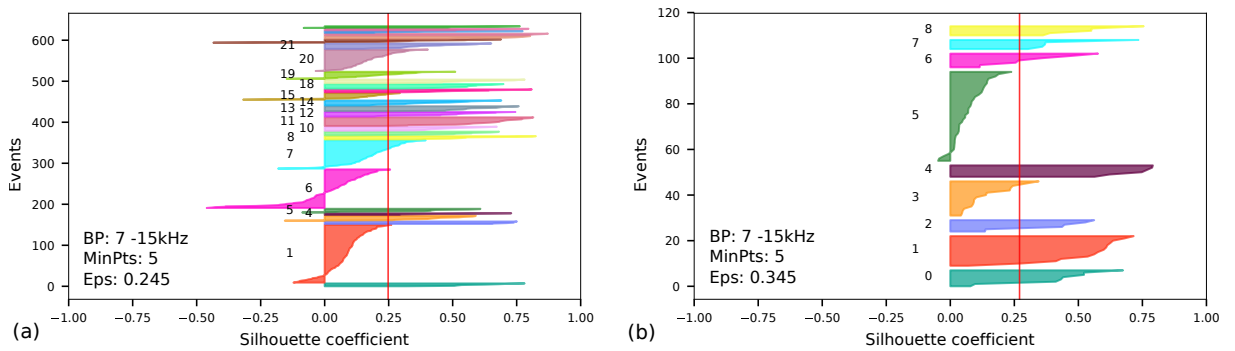 600
500
400
300
200
100
0
Events
21
20
19
18
15
14
13
12
11
10
8
7
6
5
4
1
BP: 7 -15kHz
MinPts: 5
Eps: 0.245
−1.00 −0.75 −0.50 −0.25 0.00 0.25 0.50 0.75 1.00
Silhouette coefficient
(a)
120
100
80
60
40
20
0
Events
8
7
6
5
4
3
2
1
0
BP: 7 -15kHz
MinPts: 5
Eps: 0.345
−1.00 −0.75 −0.50 −0.25 0.00 0.25 0.50 0.75 1.00
Silhouette coefficient
(b)